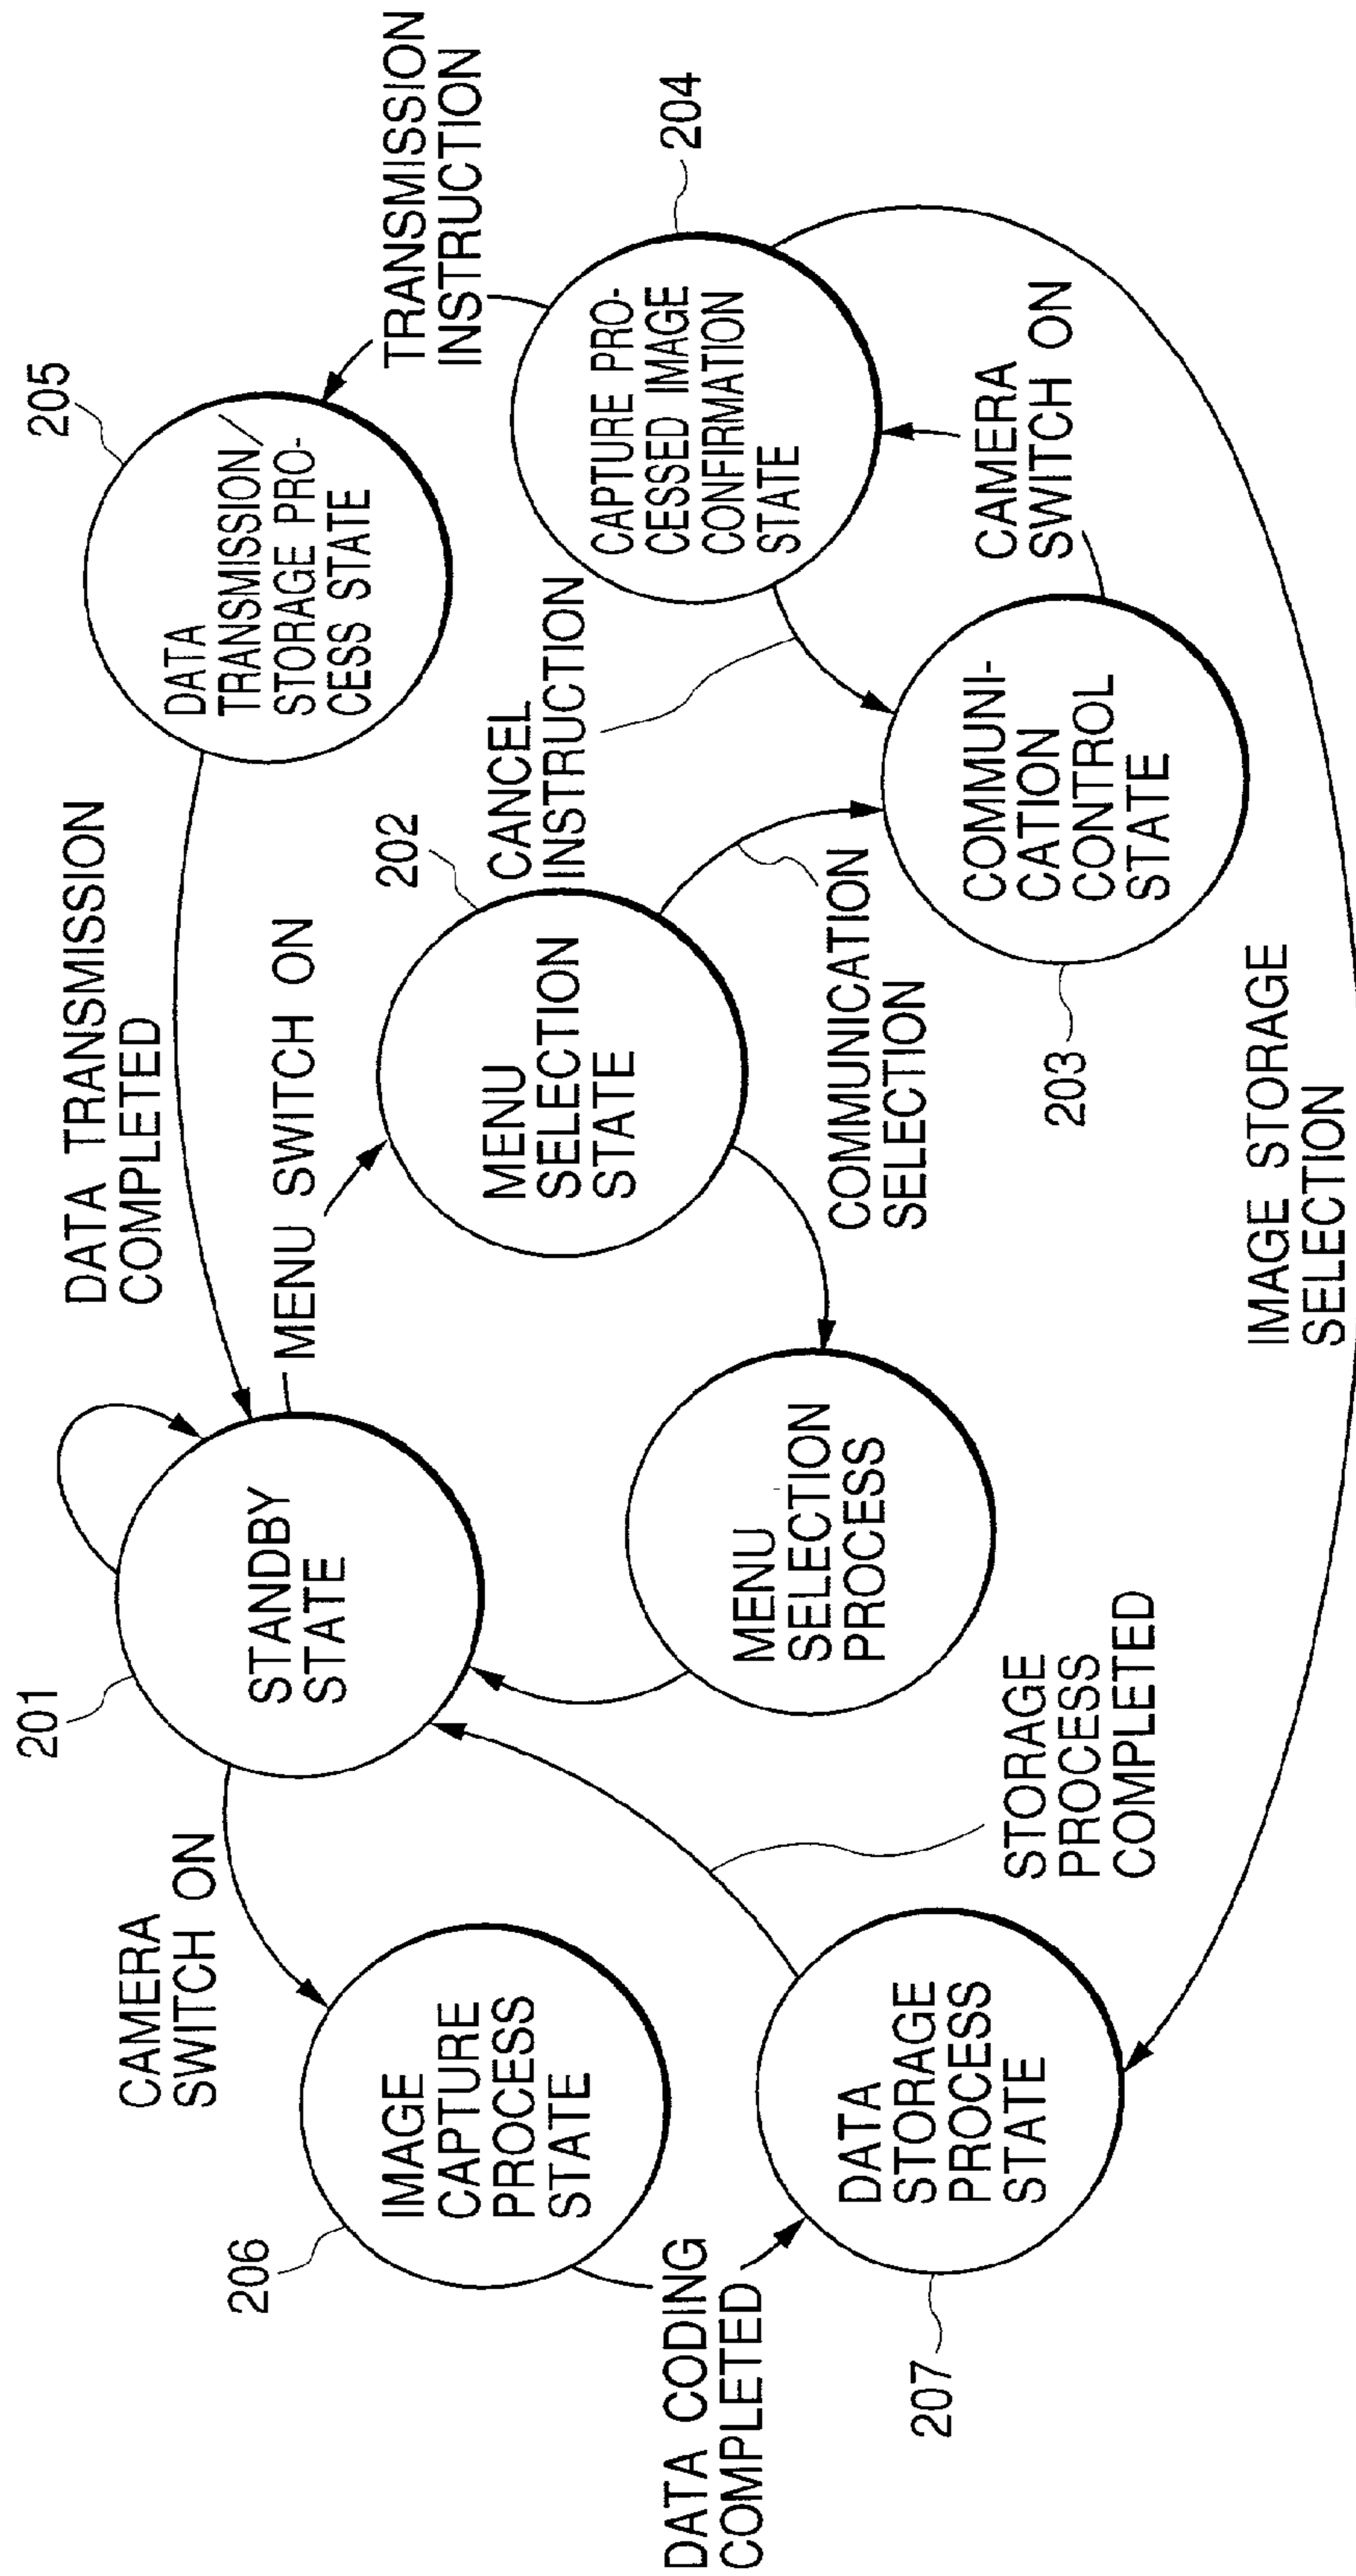 201
STANDBY
STATE
DATA TRANSMISSION
COMPLETED
205
DATA
TRANSMISSION/
STORAGE PRO-
CESS STATE
TRANSMISSION
INSTRUCTION
CAMERA
SWITCH ON
MENU SWITCH ON
202
MENU
SELECTION
STATE
CANCEL
INSTRUCTION
204
CAPTURE PRO-
CESSED IMAGE
CONFIRMATION
STATE
206
IMAGE
CAPTURE
PROCESS
STATE
MENU
SELECTION
PROCESS
COMMUNICATION
SELECTION
COMMUNI-
CATION
CONTROL
STATE
203
CAMERA
SWITCH ON
DATA CODING
COMPLETED
207
DATA
STORAGE
PROCESS
STATE
STORAGE
PROCESS
COMPLETED
IMAGE STORAGE
SELECTION